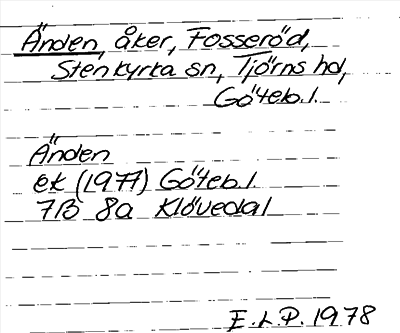 Änden, åker, Fosseröd,
Stenkyrka sn, Tjörns hd,
Göteb. l.
Änden
ek (1977) Göteb. l.
7B 8a Klövedal
E.L.P. 1978